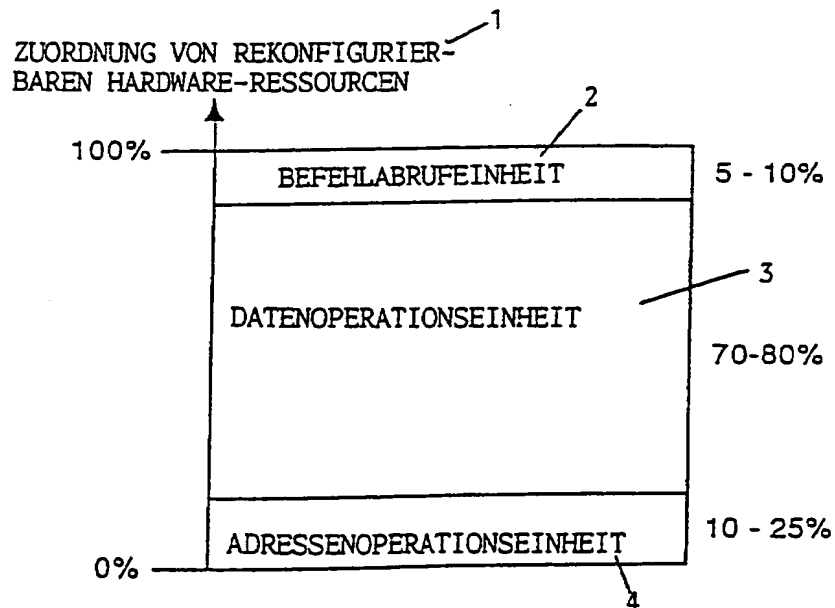 1
ZUORDNUNG VON REKONFIGURIER-
BAREN HARDWARE-RESSOURCEN
2
100%
BEFEHLABRUFEINHEIT
5 - 10%
3
DATENOPERATIONSEINHEIT
70-80%
ADRESSENOPERATIONSEINHEIT
10 - 25%
0%
4